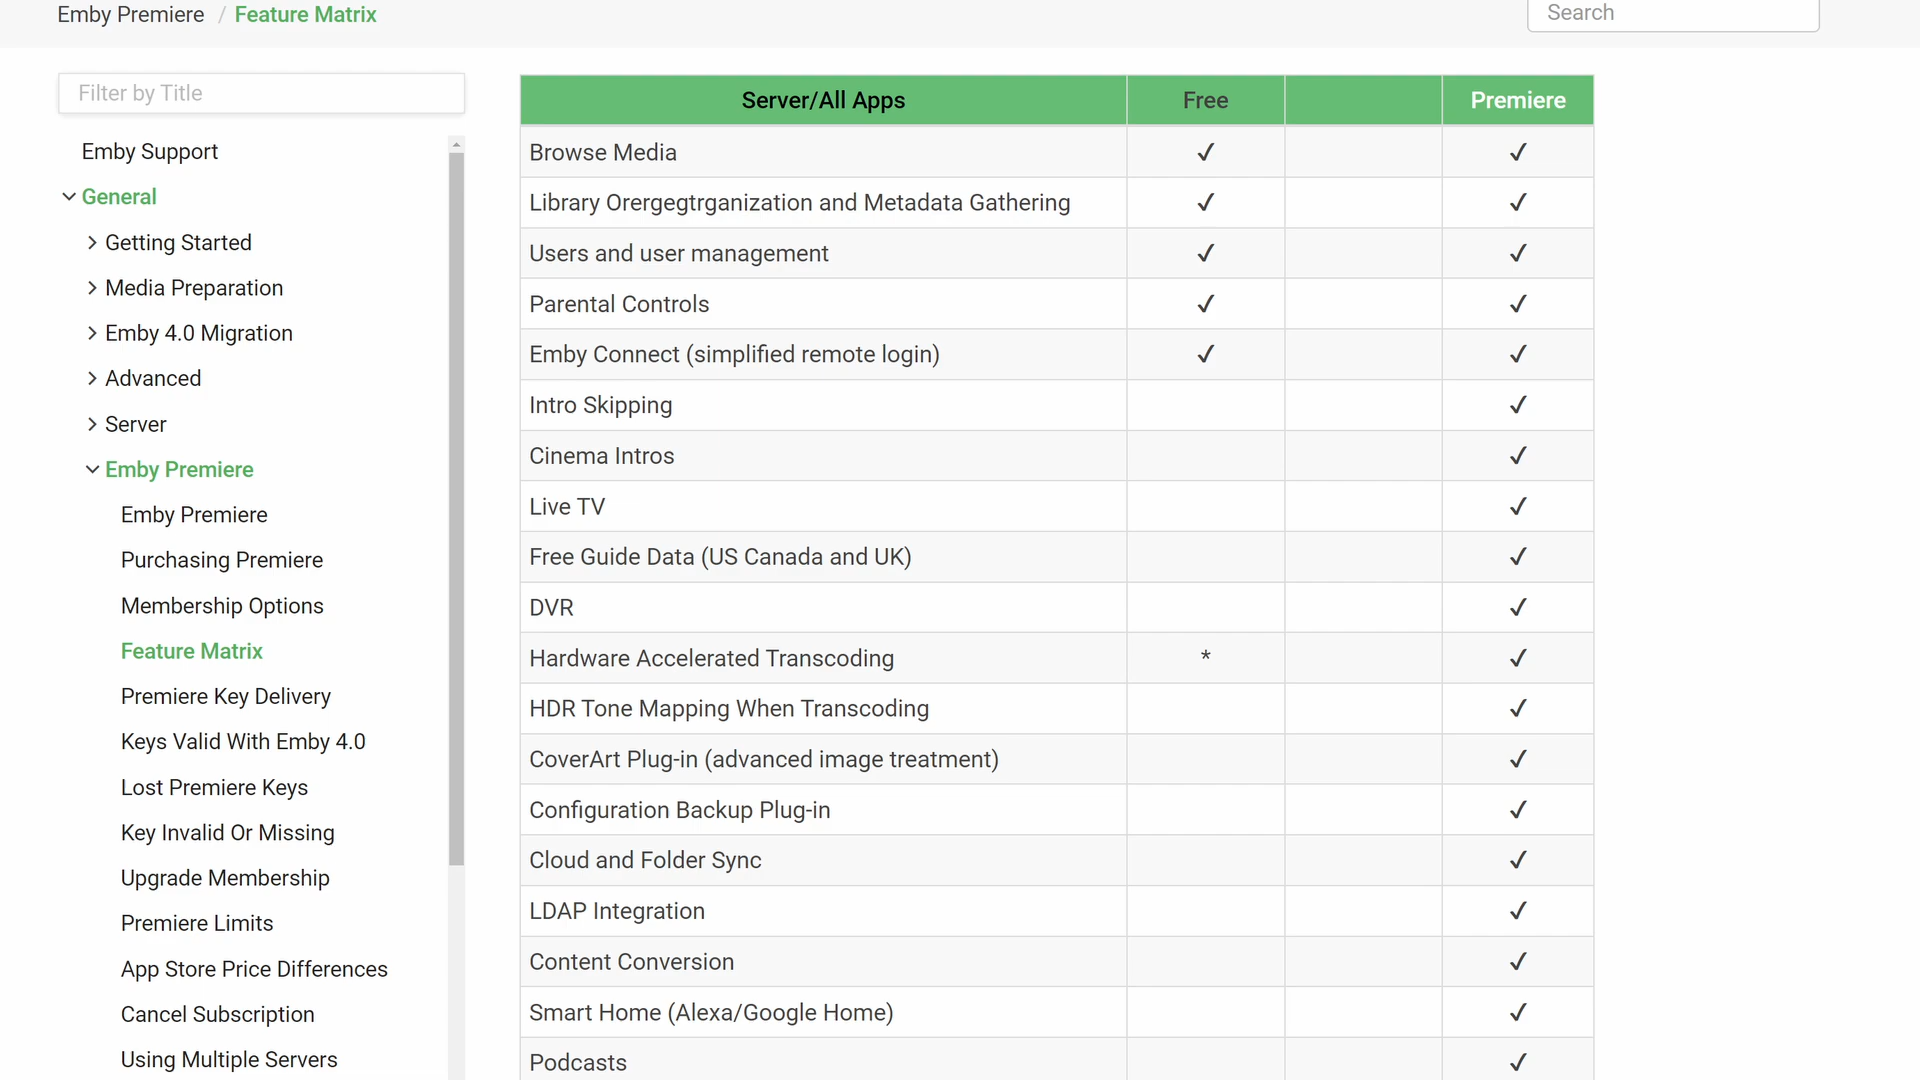 Emby Premiere / Feature Matrix
Search
Filter by Title
Emby Support
General
Getting Started
Media Preparation
Emby 4.0 Migration
Advanced
Server
Emby Premiere
Emby Premiere
Purchasing Premiere
Membership Options
Feature Matrix
Premiere Key Delivery
Keys Valid With Emby 4.0
Lost Premiere Keys
Key Invalid Or Missing
Upgrade Membership
Premiere Limits
App Store Price Differences
Cancel Subscription
Using Multiple Servers
Server/All Apps Free Premiere
Browse Media ✓ ✓
Library Orergegtrganization and Metadata Gathering ✓ ✓
Users and user management ✓ ✓
Parental Controls ✓ ✓
Emby Connect (simplified remote login) ✓ ✓
Intro Skipping ✓
Cinema Intros ✓
Live TV ✓
Free Guide Data (US Canada and UK) ✓
DVR ✓
Hardware Accelerated Transcoding * ✓
HDR Tone Mapping When Transcoding ✓
CoverArt Plug-in (advanced image treatment) ✓
Configuration Backup Plug-in ✓
Cloud and Folder Sync ✓
LDAP Integration ✓
Content Conversion ✓
Smart Home (Alexa/Google Home) ✓
Podcasts ✓